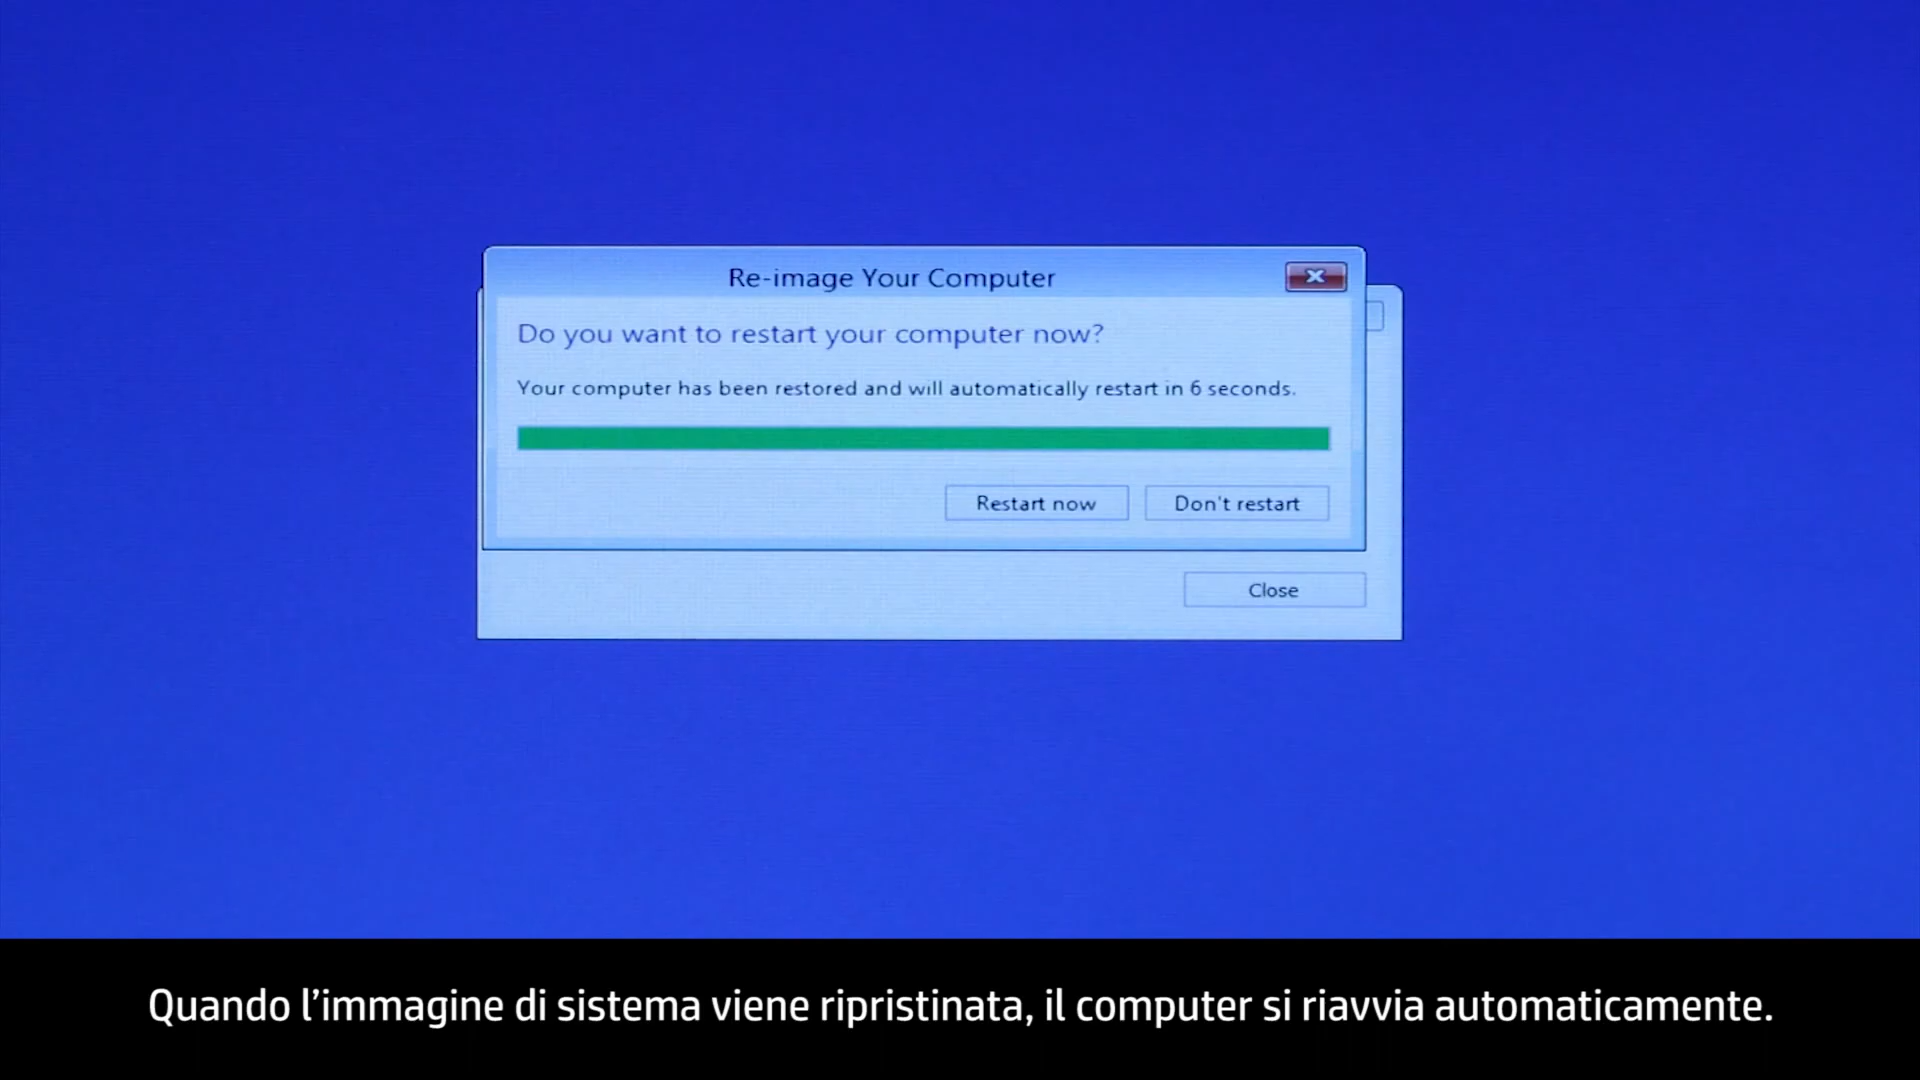 Re-image Your Computer
Do you want to restart your computer now?
Your computer has been restored and will automatically restart in 6 seconds.
Restart now
Don't restart
Close
Quando l’immagine di sistema viene ripristinata, il computer si riavvia automaticamente.